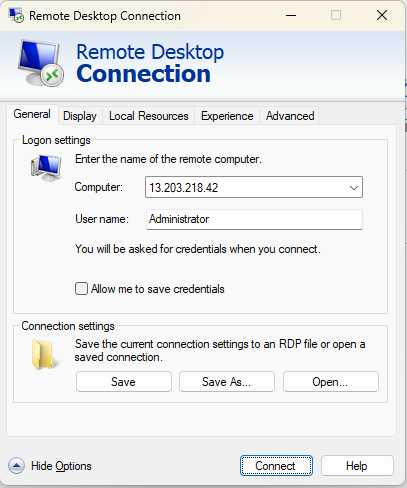 Remote Desktop Connection
Remote Desktop
Connection
General Display Local Resources Experience Advanced
Logon settings
Enter the name of the remote computer.
Computer: 13.203.218.42
User name: Administrator
You will be asked for credentials when you connect.
Allow me to save credentials
Connection settings
Save the current connection settings to an RDP file or open a
saved connection.
Save Save As... Open...
Hide Options Connect Help